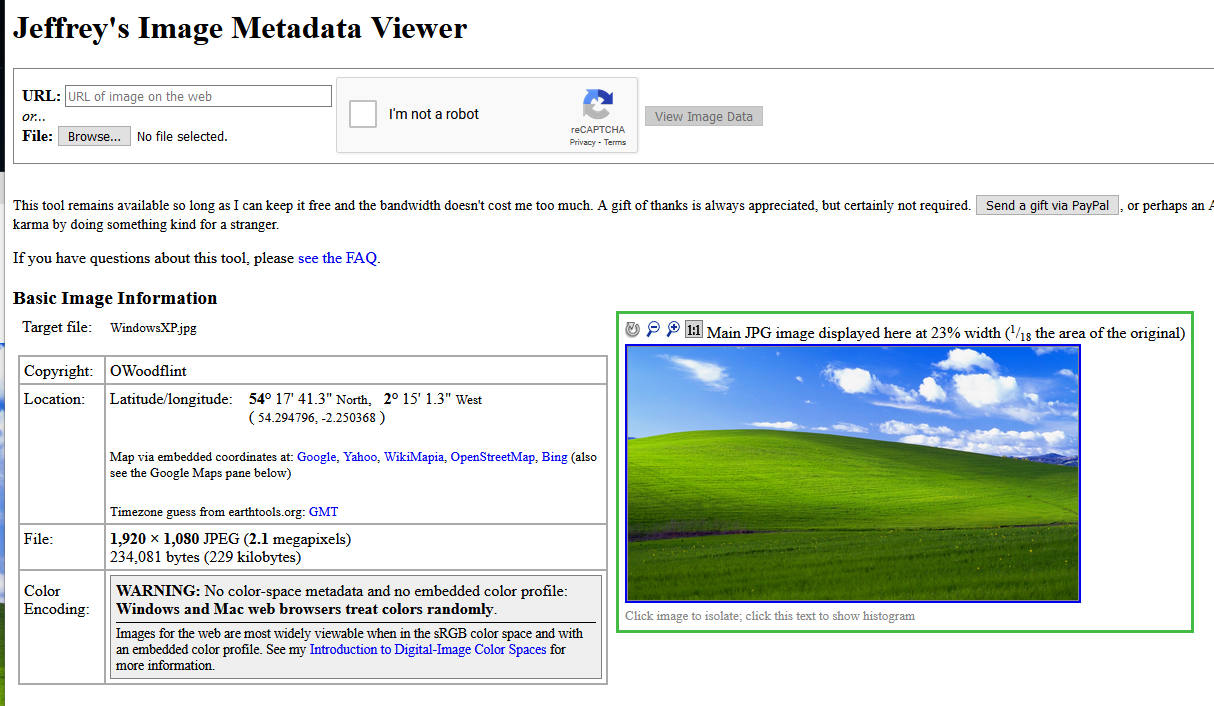 Jeffrey's Image Metadata Viewer
URL: URL of image on the web
or...
File: Browse... No file selected.
I'm not a robot
reCAPTCHA
Privacy - Terms
View Image Data
This tool remains available so long as I can keep it free and the bandwidth doesn't cost me too much. A gift of thanks is always appreciated, but certainly not required. Send a gift via PayPal , or perhaps an A
karma by doing something kind for a stranger.
If you have questions about this tool, please see the FAQ.
Basic Image Information
Target file: WindowsXP.jpg
Copyright: OWoodflint
Location: Latitude/longitude: 54° 17' 41.3" North, 2° 15' 1.3" West
( 54.294796, -2.250368 )
Map via embedded coordinates at: Google, Yahoo, WikiMapia, OpenStreetMap, Bing (also
see the Google Maps pane below)
Timezone guess from earthtools.org: GMT
File: 1,920 × 1,080 JPEG (2.1 megapixels)
234,081 bytes (229 kilobytes)
Color
Encoding:
WARNING: No color-space metadata and no embedded color profile:
Windows and Mac web browsers treat colors randomly.
Images for the web are most widely viewable when in the sRGB color space and with
an embedded color profile. See my Introduction to Digital-Image Color Spaces for
more information.
1:1 Main JPG image displayed here at 23% width (1/18 the area of the original)
Click image to isolate; click this text to show histogram